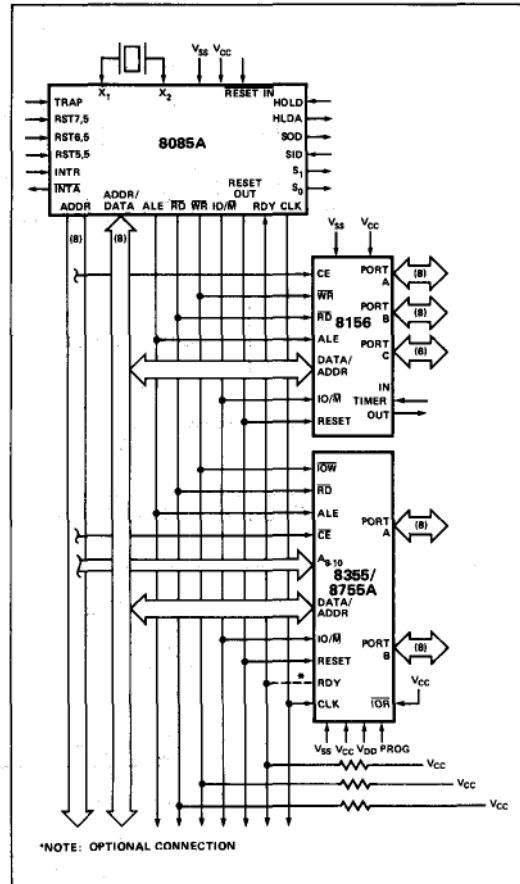 X1 X2 VSS VCC RESET IN
TRAP HOLD
RST7,5 HLDA
RST6,5 SOD
8085A
RST5,5 SID
INTR S1
INTA S0
ADDR ADDR/DATA ALE RD WR IO/M RESET OUT RDY CLK
(8) (8)
VSS VCC
CE PORT A (8)
WR PORT B (8)
RD 8156
ALE PORT C (6)
DATA/ADDR
IN
IO/M TIMER
RESET OUT
IOW
RD
ALE PORT A (8)
CE
A8-10
8355/8755A
DATA/ADDR
IO/M PORT B (8)
RESET
* RDY VCC
CLK IOR
VSS VCC VDD PROG
VCC
VCC
VCC
*NOTE: OPTIONAL CONNECTION